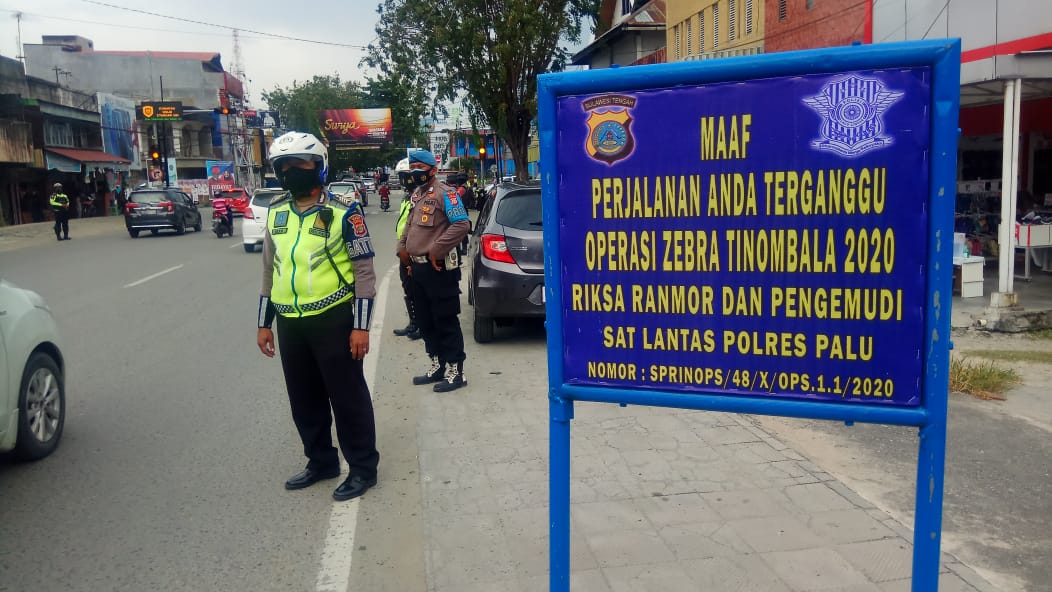 SULAWESI TENGAH
MAAF
PERJALANAN ANDA TERGANGGU
OPERASI ZEBRA TINOMBALA 2020
RIKSA RANMOR DAN PENGEMUDI
SAT LANTAS POLRES PALU
NOMOR : SPRINOPS/48/X/OPS.1.1/2020
Surya